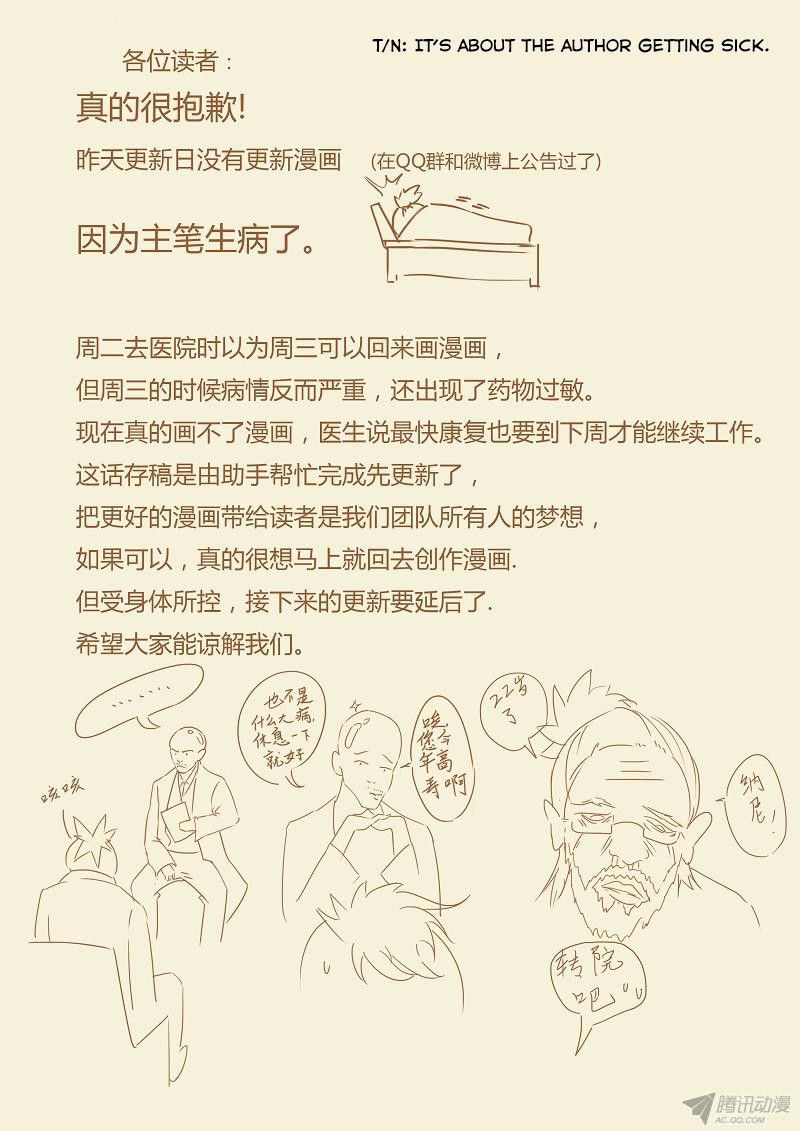 T/N: IT'S ABOUT THE AUTHOR GETTING SICK.
各位读者：
真的很抱歉!
昨天更新日没有更新漫画 (在QQ群和微博上公告过了)
因为主笔生病了。
周二去医院时以为周三可以回来画漫画，
但周三的时候病情反而严重，还出现了药物过敏。
现在真的画不了漫画，医生说最快康复也要到下周才能继续工作。
这话存稿是由助手帮忙完成先更新了，
把更好的漫画带给读者是我们团队所有人的梦想，
如果可以，真的很想马上就回去创作漫画.
但受身体所控，接下来的更新要延后了.
希望大家能谅解我们。
咳咳
........
也不是
什么大病,
休息一下
就好
唉,
您今
年高
寿啊
22岁
了
纳
尼!
转院
吧
腾讯动漫
AC.QQ.COM